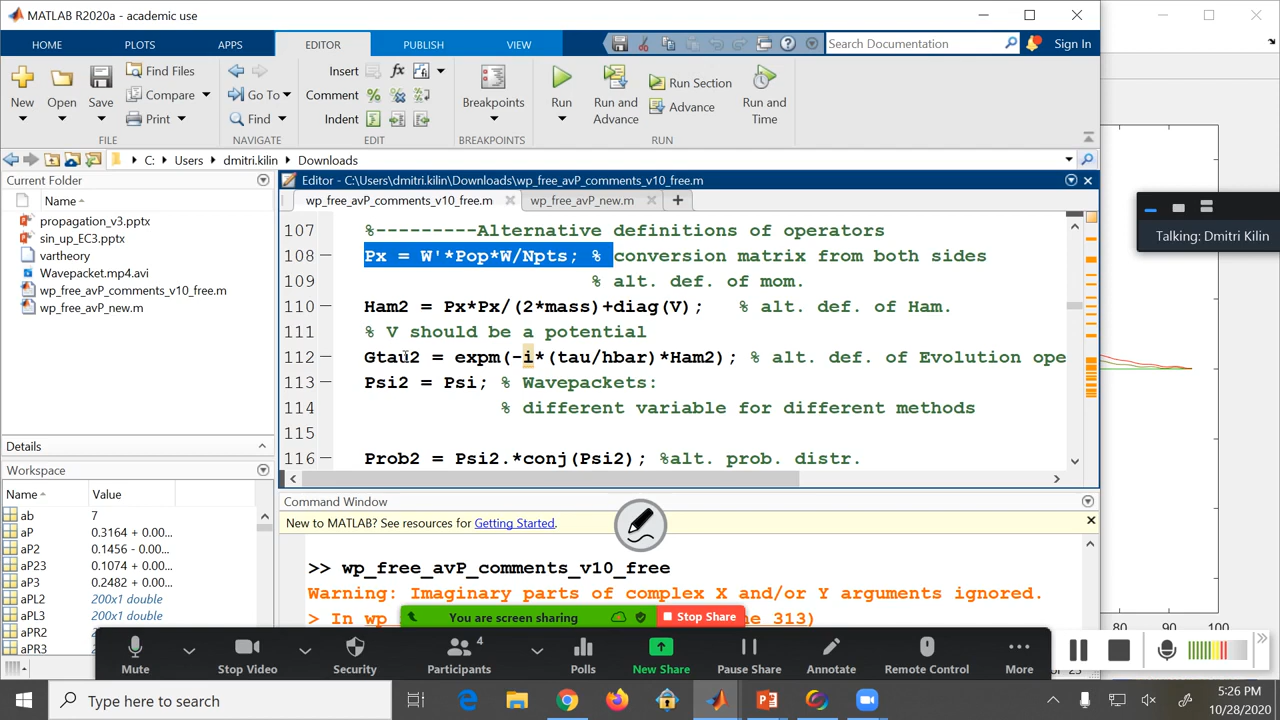 MATLAB R2020a - academic use
HOME PLOTS APPS EDITOR PUBLISH VIEW Search Documentation Sign In
New Open Save Find Files Compare Print Go To Find Insert fx Comment Indent Breakpoints Run Run and Advance Run Section Advance Run and Time
FILE NAVIGATE EDIT BREAKPOINTS RUN
C: Users dmitri.kilin Downloads
Current Folder
Name
propagation_v3.pptx
sin_up_EC3.pptx
vartheory
Wavepacket.mp4.avi
wp_free_avP_comments_v10_free.m
wp_free_avP_new.m
Details
Workspace
Name Value
ab 7
aP 0.3164 + 0.00...
aP2 0.1456 - 0.00...
aP23 0.1074 + 0.00...
aP3 0.2482 + 0.00...
aPL2 200x1 double
aPL3 200x1 double
aPR2 200x1 double
aPR3 200x1 double
Editor - C:\Users\dmitri.kilin\Downloads\wp_free_avP_comments_v10_free.m
wp_free_avP_comments_v10_free.m wp_free_avP_new.m
107 %---------Alternative definitions of operators
108 Px = W'*Pop*W/Npts; % conversion matrix from both sides
109 % alt. def. of mom.
110 Ham2 = Px*Px/(2*mass)+diag(V); % alt. def. of Ham.
111 % V should be a potential
112 Gtau2 = expm(-i*(tau/hbar)*Ham2); % alt. def. of Evolution ope
113 Psi2 = Psi; % Wavepackets:
114 % different variable for different methods
115
116 Prob2 = Psi2.*conj(Psi2); %alt. prob. distr.
Command Window
New to MATLAB? See resources for Getting Started.
>> wp_free_avP_comments_v10_free
Warning: Imaginary parts of complex X and/or Y arguments ignored.
> In wp 313)
Talking: Dmitri Kilin
80 90 100
You are screen sharing Stop Share
4
Mute Stop Video Security Participants Polls New Share Pause Share Annotate Remote Control More
Type here to search
5:26 PM
10/28/2020